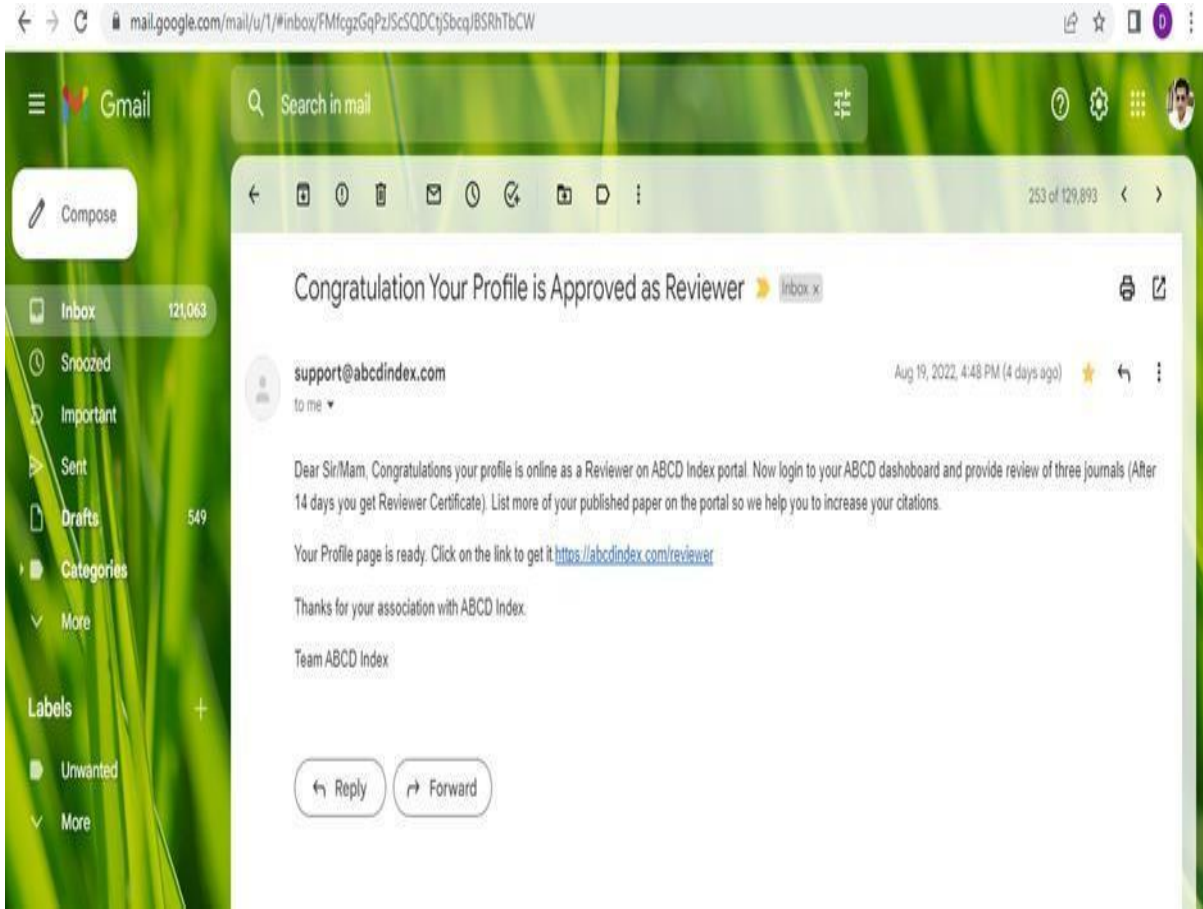 mail.google.com/mail/u/1/#inbox/FMfcgzGqPzJScSQDCtjSbcqJBSRhTbCW
D
Gmail
Search in mail
Compose
253 of 129,893
Congratulation Your Profile is Approved as Reviewer
Inbox x
Inbox 121,063
Snoozed
Important
Sent
Drafts 549
Categories
More
Labels
Unwanted
More
support@abcdindex.com
Aug 19, 2022, 4:48 PM (4 days ago)
to me
Dear Sir/Mam, Congratulations your profile is online as a Reviewer on ABCD Index portal. Now login to your ABCD dashoboard and provide review of three journals (After
14 days you get Reviewer Certificate). List more of your published paper on the portal so we help you to increase your citations.
Your Profile page is ready. Click on the link to get it https://abcdindex.com/reviewer
Thanks for your association with ABCD Index.
Team ABCD Index
Reply
Forward